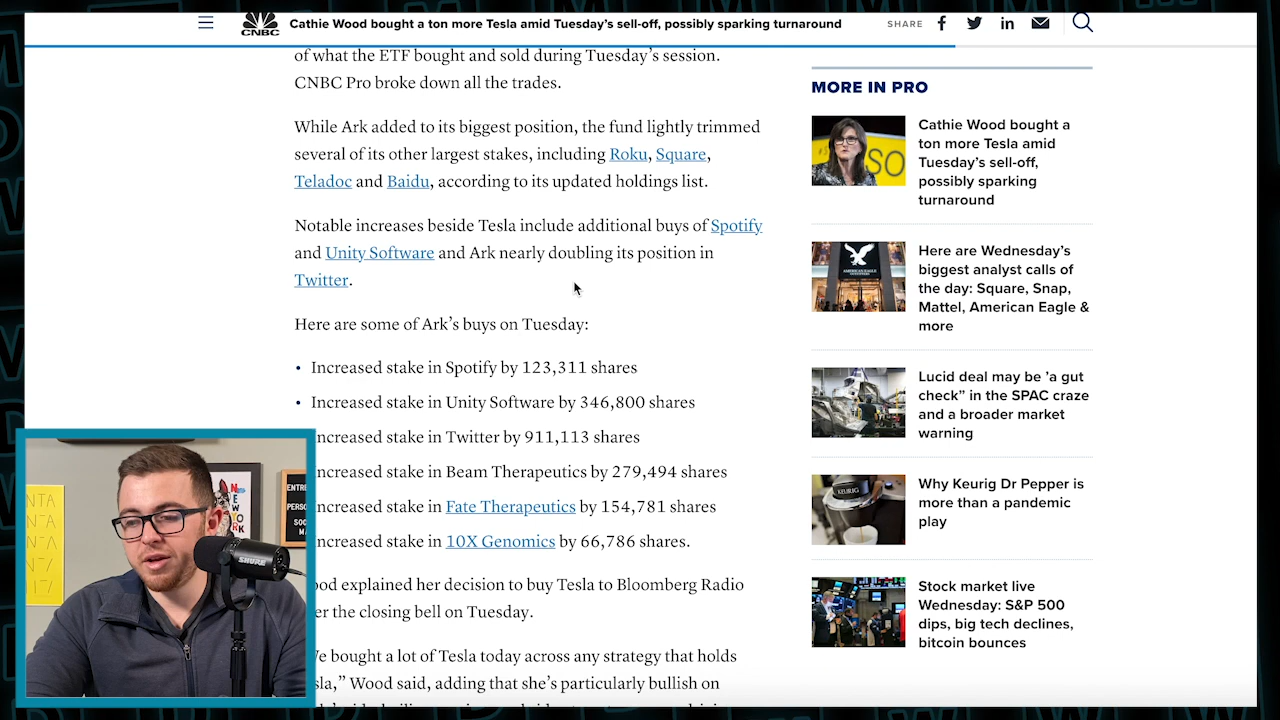 CNBC
Cathie Wood bought a ton more Tesla amid Tuesday's sell-off, possibly sparking turnaround
SHARE
of what the ETF bought and sold during Tuesday's session.
CNBC Pro broke down all the trades.
While Ark added to its biggest position, the fund lightly trimmed
several of its other largest stakes, including Roku, Square,
Teladoc and Baidu, according to its updated holdings list.
Notable increases beside Tesla include additional buys of Spotify
and Unity Software and Ark nearly doubling its position in
Twitter.
Here are some of Ark's buys on Tuesday:
• Increased stake in Spotify by 123,311 shares
• Increased stake in Unity Software by 346,800 shares
ncreased stake in Twitter by 911,113 shares
ncreased stake in Beam Therapeutics by 279,494 shares
ncreased stake in Fate Therapeutics by 154,781 shares
ncreased stake in 10X Genomics by 66,786 shares.
ood explained her decision to buy Tesla to Bloomberg Radio
er the closing bell on Tuesday.
e bought a lot of Tesla today across any strategy that holds
sla,” Wood said, adding that she's particularly bullish on
MORE IN PRO
Cathie Wood bought a
ton more Tesla amid
Tuesday's sell-off,
possibly sparking
turnaround
Here are Wednesday's
biggest analyst calls of
the day: Square, Snap,
Mattel, American Eagle &
more
AMERICAN EAGLE
Lucid deal may be 'a gut
check” in the SPAC craze
and a broader market
warning
Why Keurig Dr Pepper is
more than a pandemic
play
KEURIG
Stock market live
Wednesday: S&P 500
dips, big tech declines,
bitcoin bounces
SO
SHURE
NEW
YORK
ENTRE
PERSO
SOC
MA